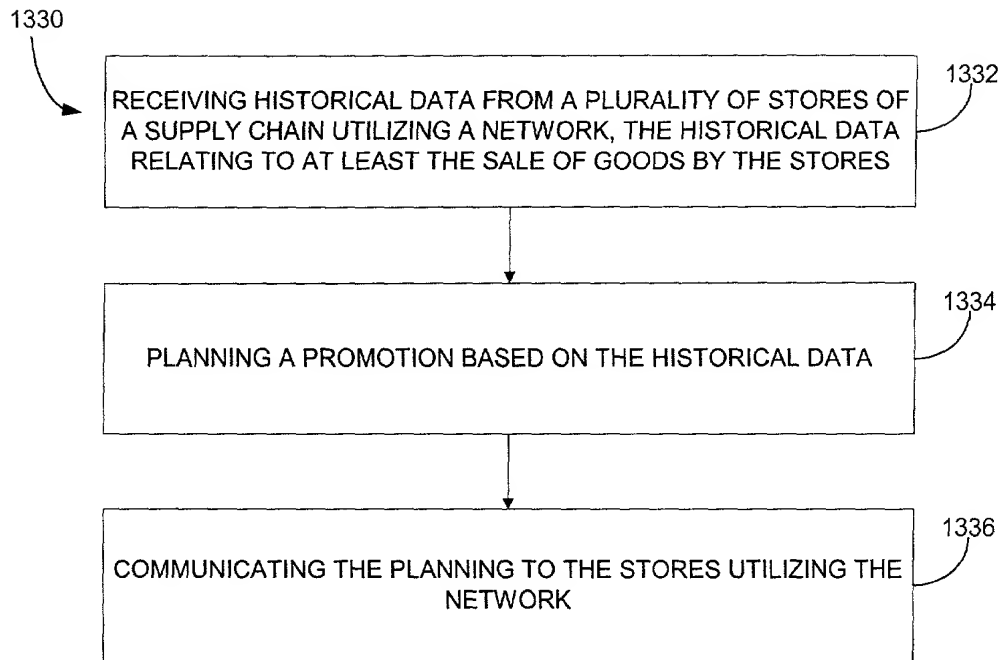 1330
1332
RECEIVING HISTORICAL DATA FROM A PLURALITY OF STORES OF
A SUPPLY CHAIN UTILIZING A NETWORK, THE HISTORICAL DATA
RELATING TO AT LEAST THE SALE OF GOODS BY THE STORES
1334
PLANNING A PROMOTION BASED ON THE HISTORICAL DATA
1336
COMMUNICATING THE PLANNING TO THE STORES UTILIZING THE
NETWORK